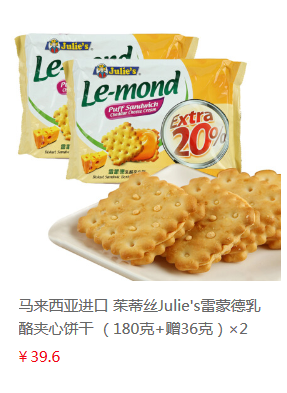 Julie's
Le-mond
Julie's
Le-mond
Puff Sandwich
Cheddar Cheese Cream
Extra
20%
马来西亚进口 茱蒂丝Julie's雷蒙德乳
酪夹心饼干 （180克+赠36克）×2
¥ 39.6